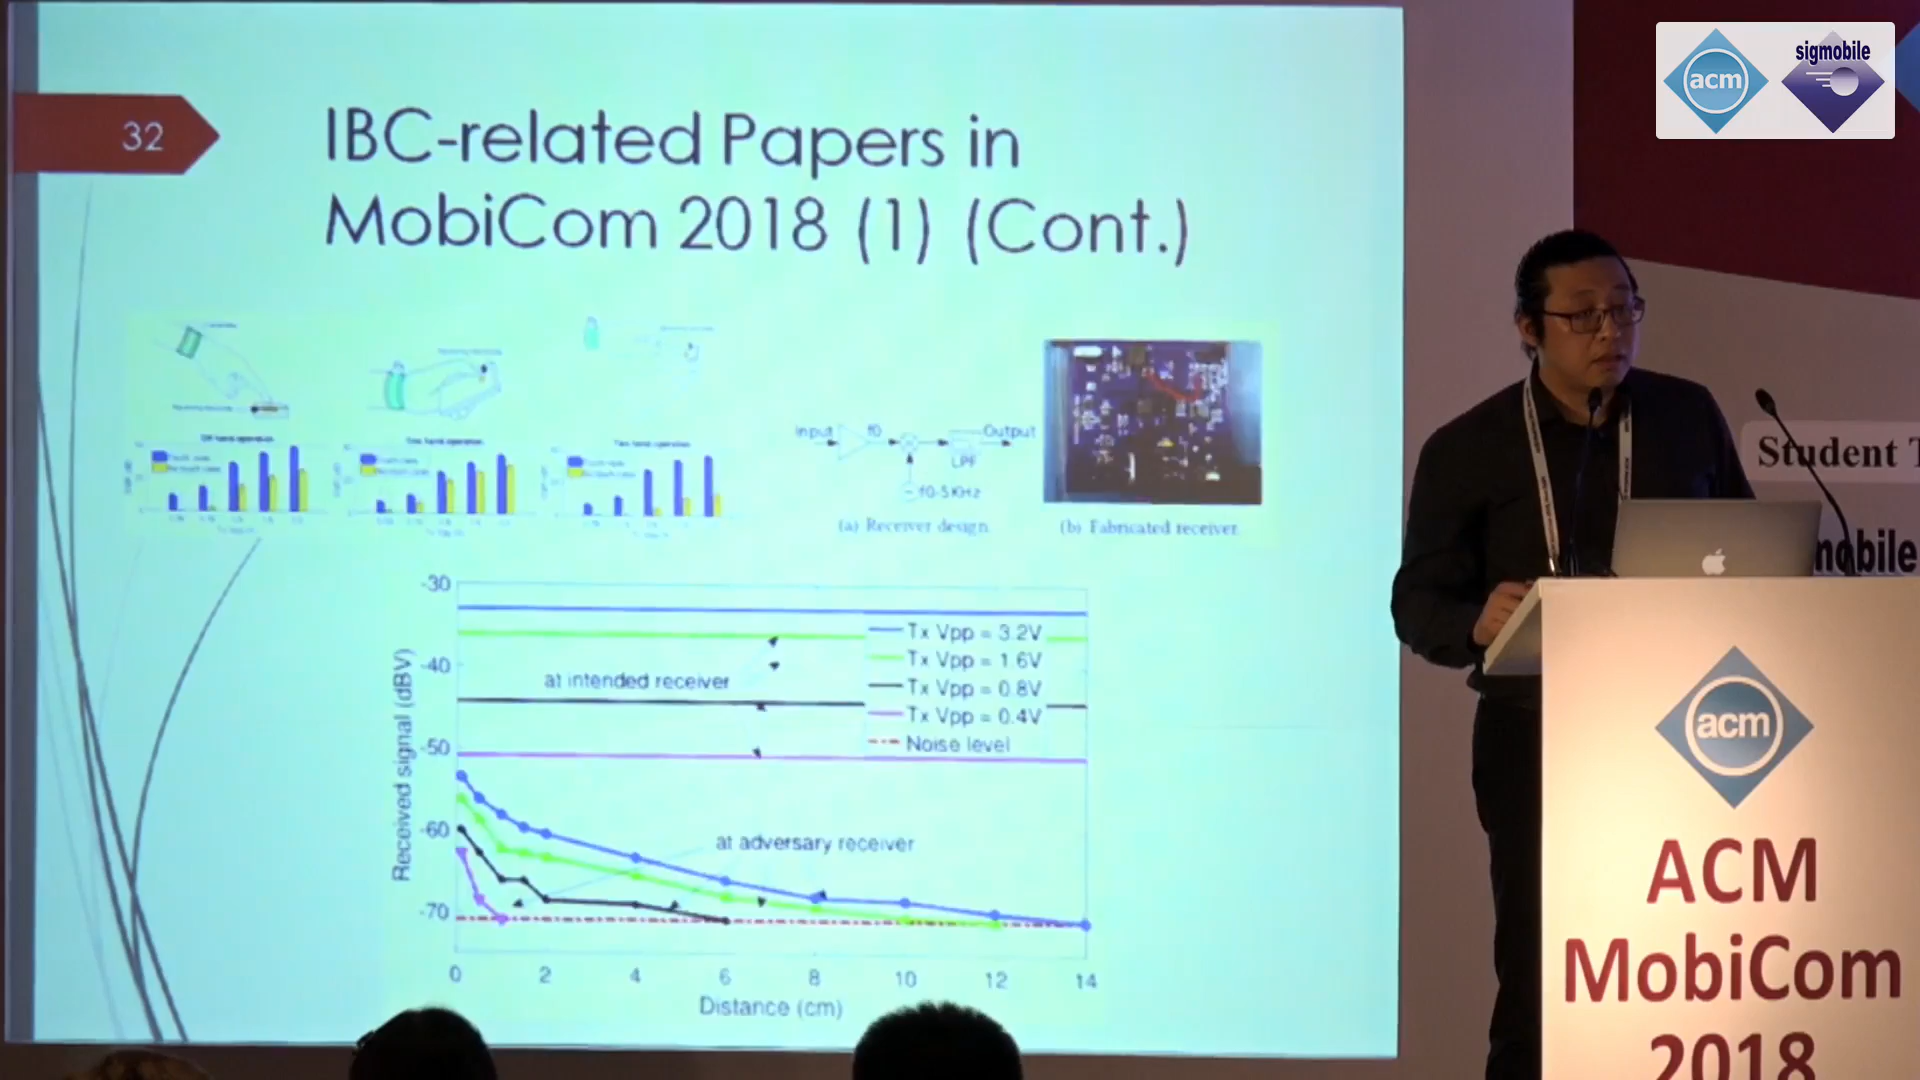 32
IBC-related Papers in
MobiCom 2018 (1) (Cont.)
Input
f0
Output
LPF
f0-5KHz
(a) Receiver design
(b) Fabricated receiver
-30
-40
-50
-60
-70
Received signal (dBV)
Tx Vpp = 3.2V
Tx Vpp = 1.6V
Tx Vpp = 0.8V
Tx Vpp = 0.4V
Noise level
at intended receiver
at adversary receiver
0 2 4 6 8 10 12 14
Distance (cm)
acm
sigmobile
Student T
mobile
acm
ACM
MobiCom
2018